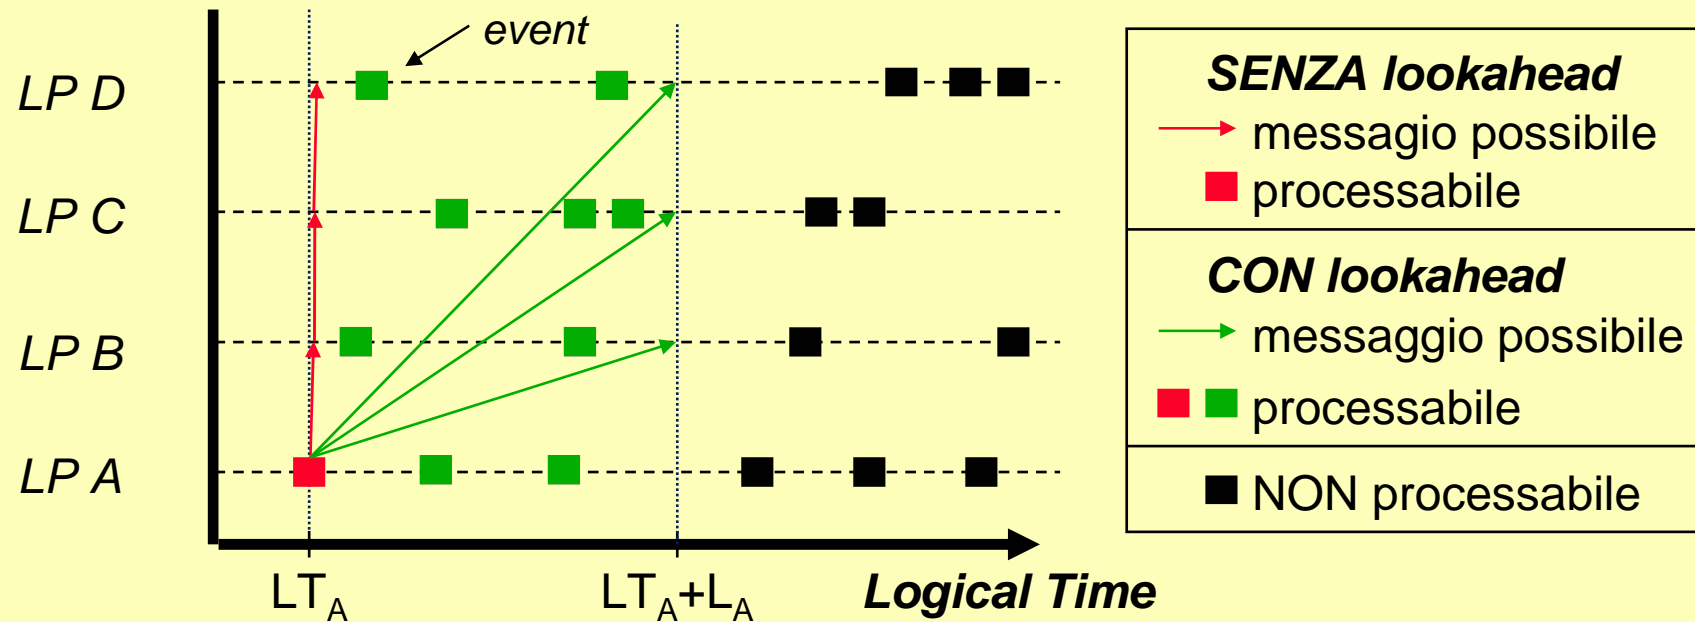 event
LP D
LP C
LP B
LP A
LTA
LTA+LA
Logical Time
SENZA lookahead
messagio possibile
processabile
CON lookahead
messaggio possibile
processabile
NON processabile